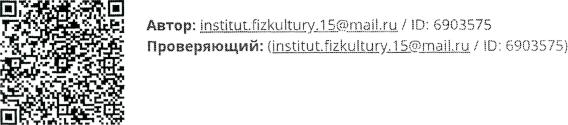 Автор: institut.fizkultury.15@mail.ru / ID: 6903575
Проверяющий: (institut.fizkultury.15@mail.ru / ID: 6903575)